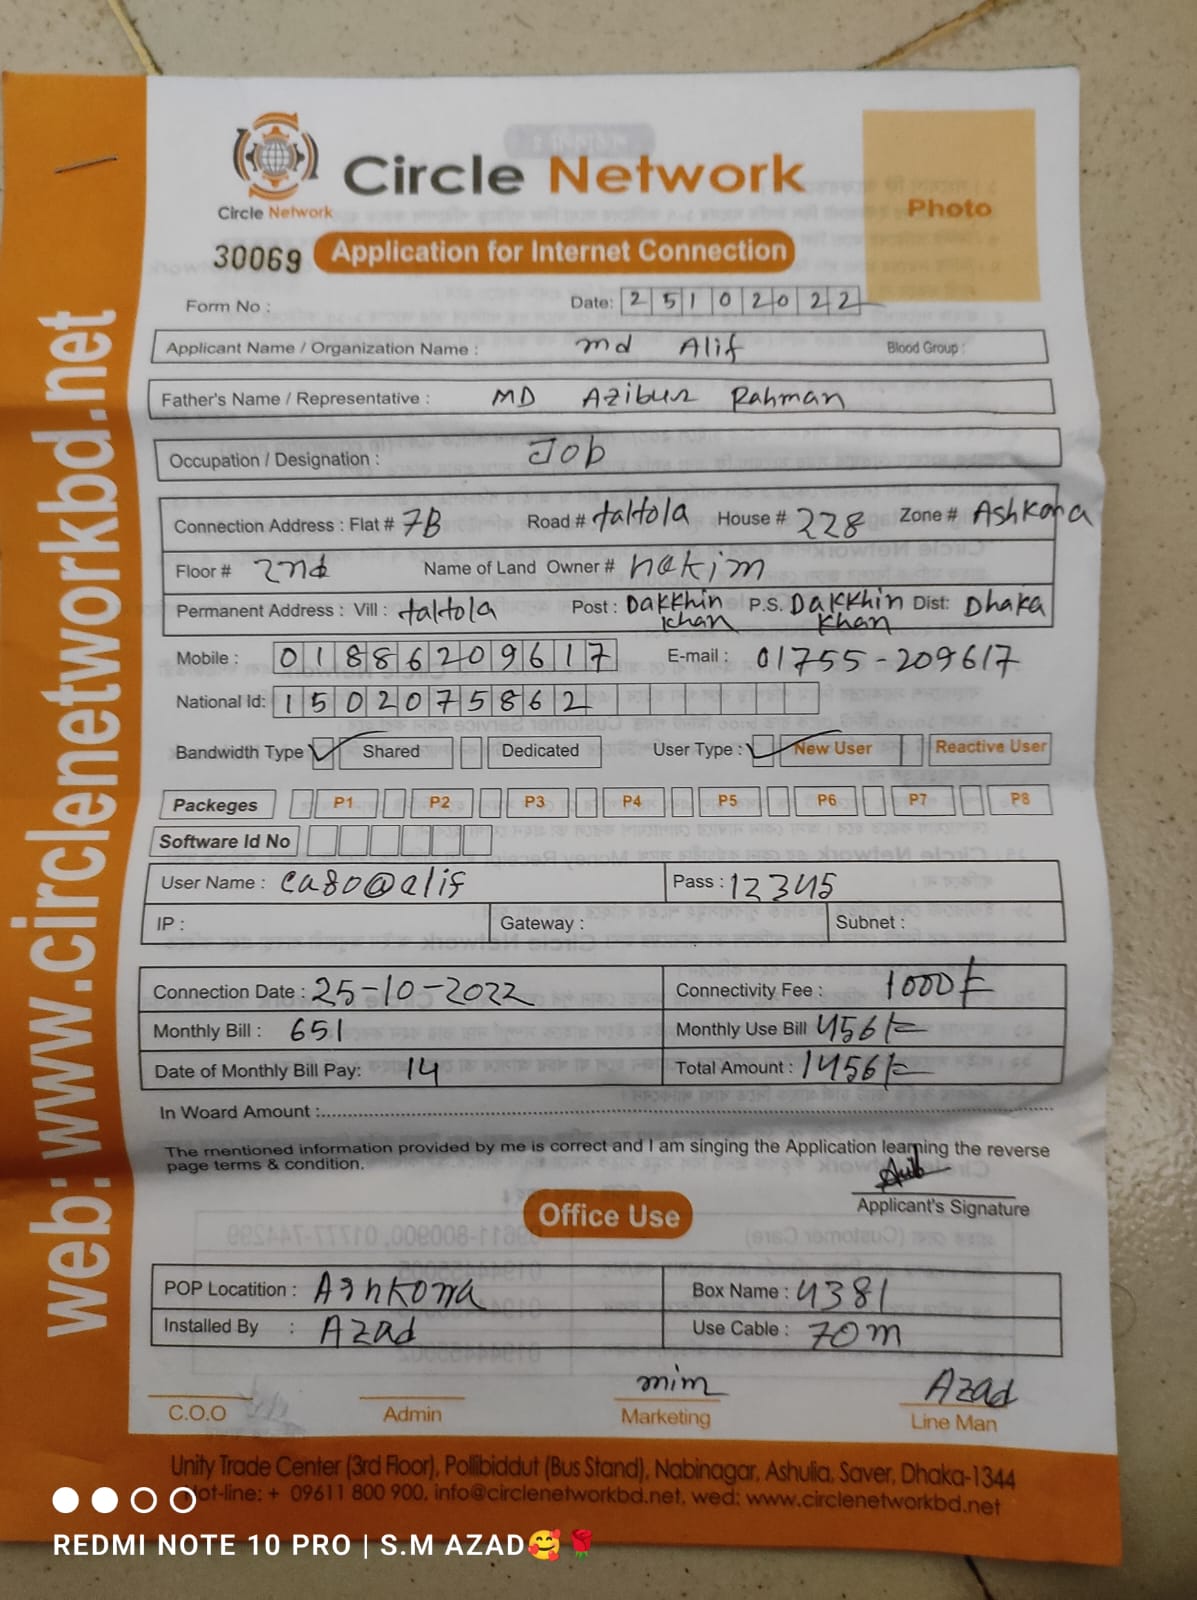 web: www.circlenetworkbd.net
Circle Network
Circle Network
Photo
30069 Application for Internet Connection
Form No : Date: 25102022
Applicant Name / Organization Name : md Alif Blood Group :
Father's Name / Representative : MD Azibur Rahman
Occupation / Designation : Job
Connection Address : Flat # 7B Road # taltola House # 228 Zone # Ashkona
Floor # 2nd Name of Land Owner # hakim
Permanent Address : Vill : taltola Post : Dakkhin khan P.S. Dakkhin khan Dist: Dhaka
Mobile : 01886209617 E-mail : 01755-209617
National Id: 1502075862
Bandwidth Type Shared Dedicated User Type : New User Reactive User
Packeges P1 P2 P3 P4 P5 P6 P7 P8
Software Id No
User Name : ca80@alif Pass : 12345
IP : Gateway : Subnet :
Connection Date : 25-10-2022 Connectivity Fee : 1000/=
Monthly Bill : 651 Monthly Use Bill 456/=
Date of Monthly Bill Pay: 14 Total Amount : 1456/=
In Woard Amount :
The mentioned information provided by me is correct and I am singing the Application learning the reverse
page terms & condition.
Applicant's Signature
Office Use
POP Locatition : Ashkona Box Name : 4381
Installed By : Azad Use Cable : 70m
mim Azad
C.O.O Admin Marketing Line Man
Unity Trade Center (3rd Floor), Pollibiddut (Bus Stand), Nabinagar, Ashulia, Saver, Dhaka-1344
Hot-line: + 09611 800 900, info@circlenetworkbd.net, wed: www.circlenetworkbd.net
REDMI NOTE 10 PRO | S.M AZAD🥰🌹